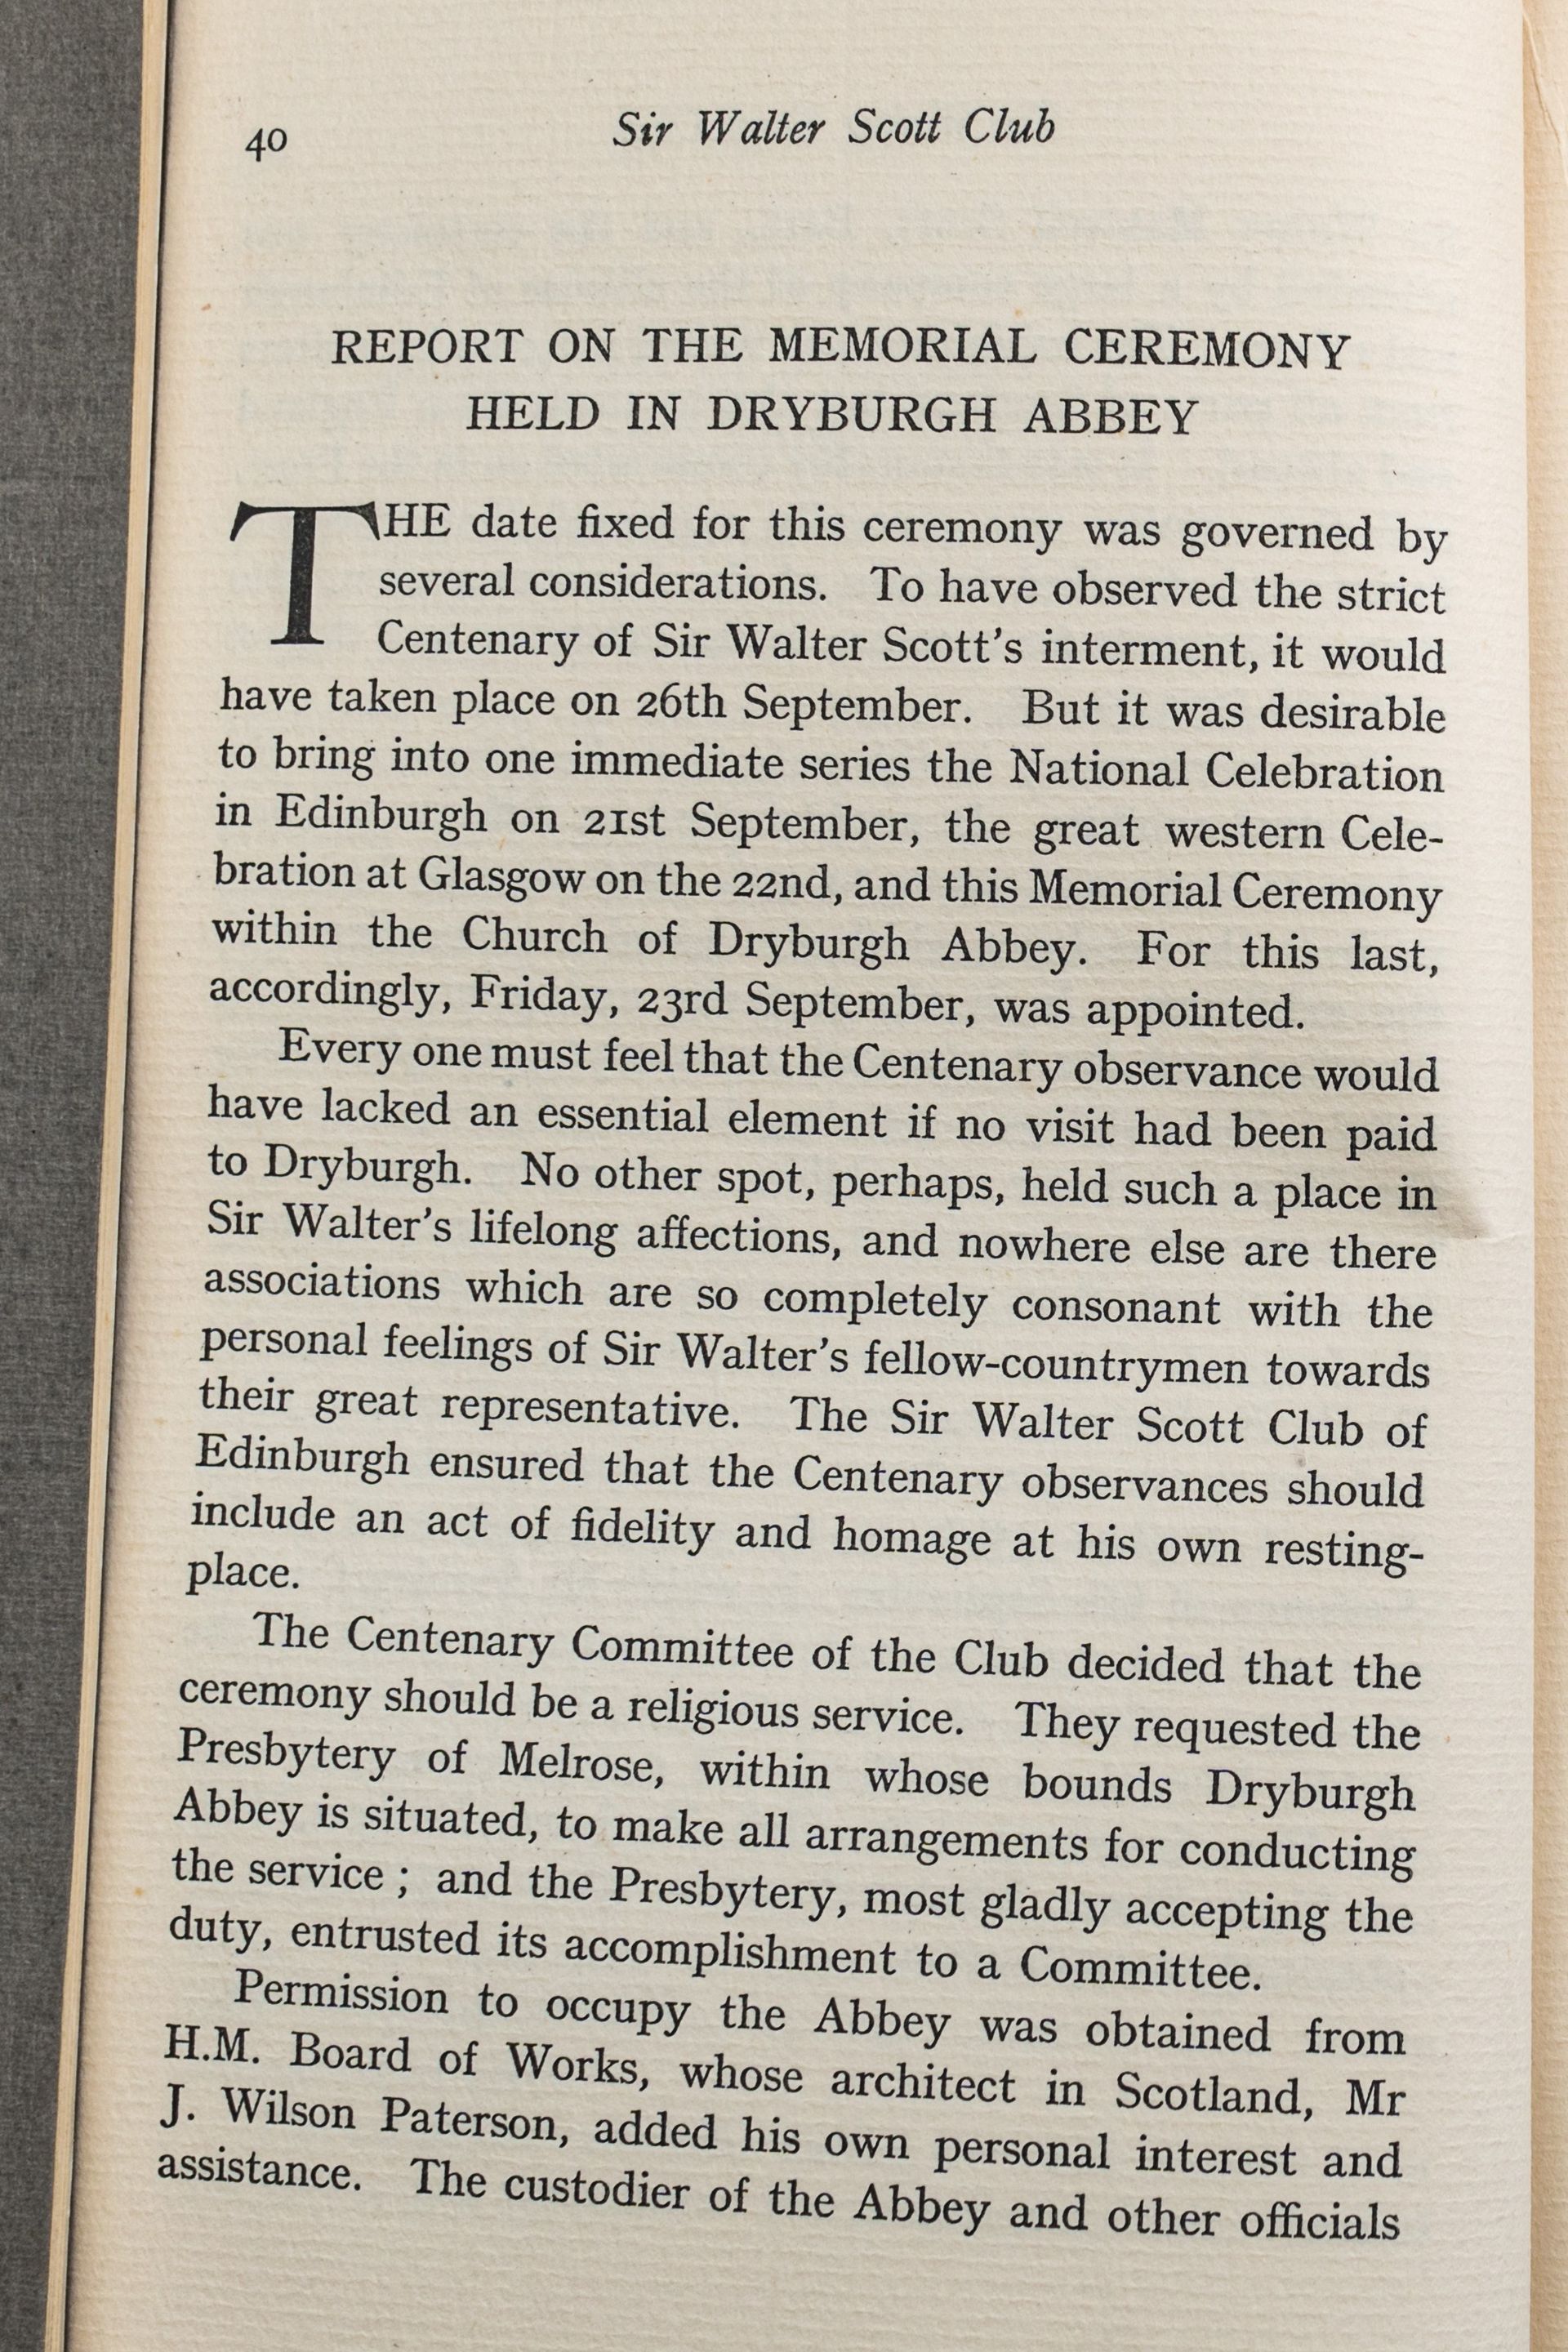 40 Sir Walter Scott Club
REPORT ON THE MEMORIAL CEREMONY
HELD IN DRYBURGH ABBEY
THE date fixed for this ceremony was governed by
several considerations. To have observed the strict
Centenary of Sir Walter Scott's interment, it would
have taken place on 26th September. But it was desirable
to bring into one immediate series the National Celebration
in Edinburgh on 21st September, the great western Cele-
bration at Glasgow on the 22nd, and this Memorial Ceremony
within the Church of Dryburgh Abbey. For this last,
accordingly, Friday, 23rd September, was appointed.
Every one must feel that the Centenary observance would
have lacked an essential element if no visit had been paid
to Dryburgh. No other spot, perhaps, held such a place in
Sir Walter's lifelong affections, and nowhere else are there
associations which are so completely consonant with the
personal feelings of Sir Walter's fellow-countrymen towards
their great representative. The Sir Walter Scott Club of
Edinburgh ensured that the Centenary observances should
include an act of fidelity and homage at his own resting-
place.
The Centenary Committee of the Club decided that the
ceremony should be a religious service. They requested the
Presbytery of Melrose, within whose bounds Dryburgh
Abbey is situated, to make all arrangements for conducting
the service ; and the Presbytery, most gladly accepting the
duty, entrusted its accomplishment to a Committee.
Permission to occupy the Abbey was obtained from
H.M. Board of Works, whose architect in Scotland, Mr
J. Wilson Paterson, added his own personal interest and
assistance. The custodier of the Abbey and other officials